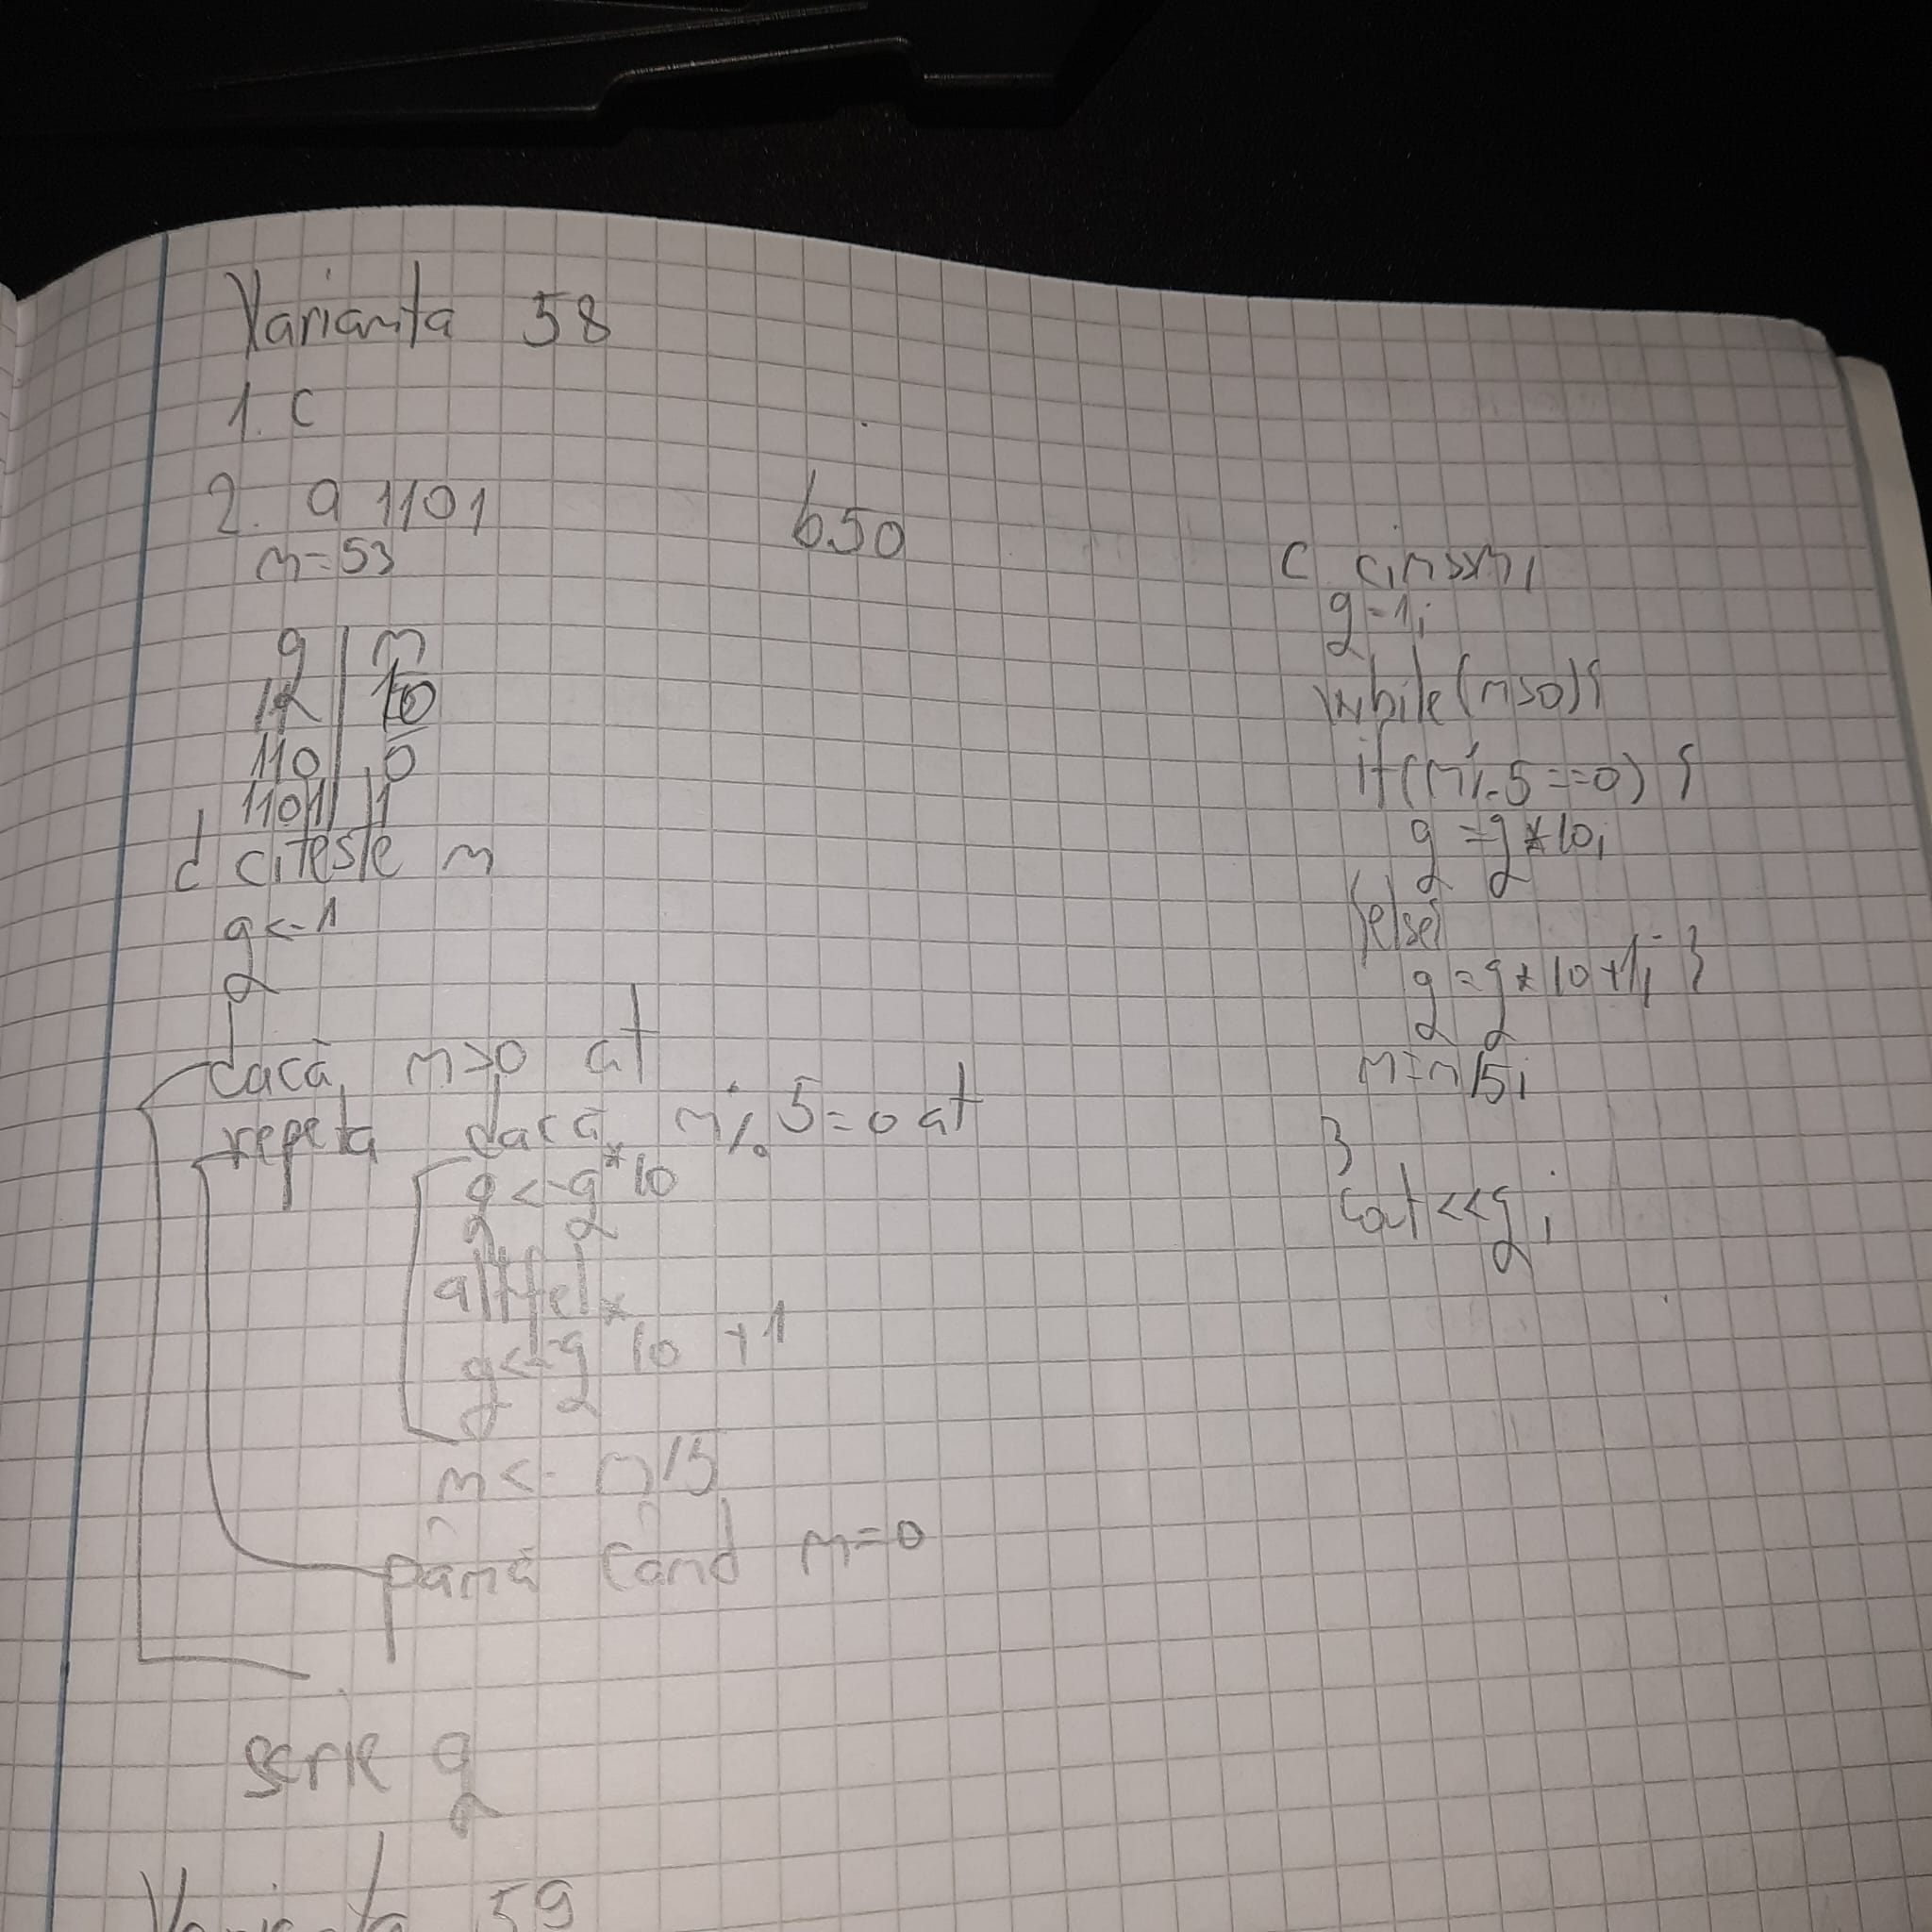 Varianta 58
1. C
2. a 1101
n=53
b 50
g | n
11 | 10
110 | 0
1101 | 1
c. cin>>n;
g=1;
while(n>0){
if(n%5==0) {
g=g*10;
}else{
g=g*10+1; }
n=n/5;
}
cout<<g;
d citeste n
g<-1
dacă n>0 at
repeta dacă n%5=0 at
g<-g*10
altfel
g<-g*10 +1
n<- n/5
până când n=0
scrie g
Varianta 59